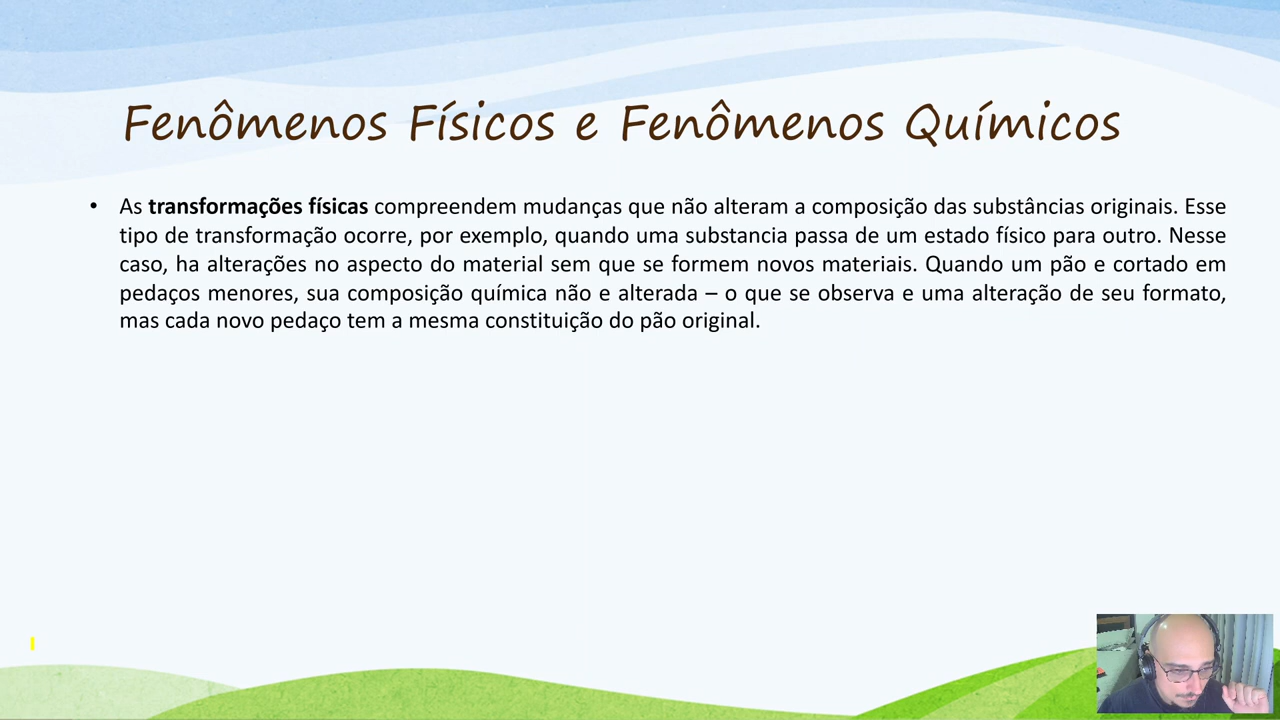 Fenômenos Físicos e Fenômenos Químicos
• As transformações físicas compreendem mudanças que não alteram a composição das substâncias originais. Esse
tipo de transformação ocorre, por exemplo, quando uma substancia passa de um estado físico para outro. Nesse
caso, ha alterações no aspecto do material sem que se formem novos materiais. Quando um pão e cortado em
pedaços menores, sua composição química não e alterada – o que se observa e uma alteração de seu formato,
mas cada novo pedaço tem a mesma constituição do pão original.